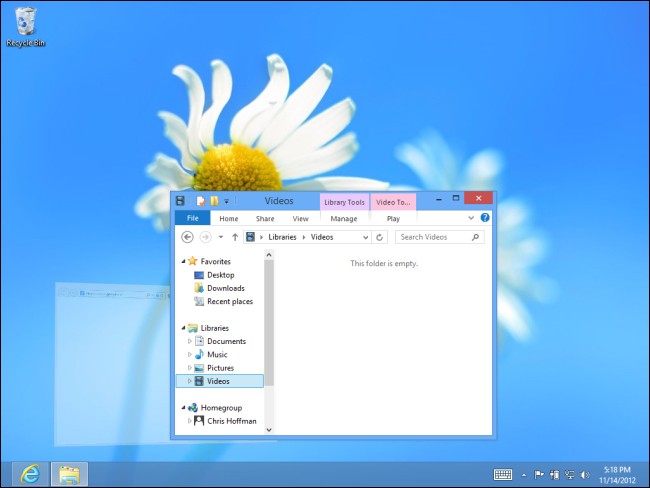 Recycle Bin
Videos
Library Tools
Video To...
File
Home
Share
View
Manage
Play
Libraries
Videos
Search Videos
Favorites
This folder is empty.
Desktop
Downloads
Recent places
Libraries
Documents
Music
Pictures
Videos
Homegroup
Chris Hoffman
5:18 PM
11/14/2012